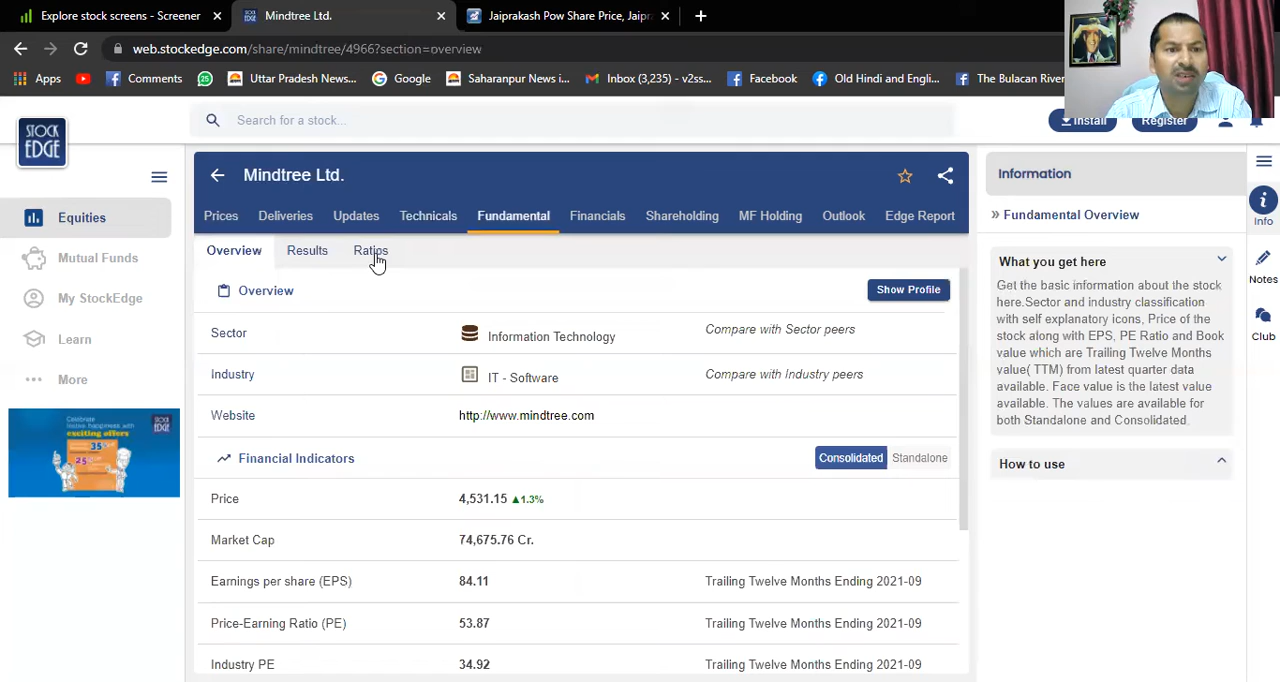 Explore stock screens - Screener
Mindtree Ltd.
Jaiprakash Pow Share Price, Jaipr
web.stockedge.com/share/mindtree/4966?section=overview
Apps
Comments
Uttar Pradesh News...
Google
Saharanpur News i...
Inbox (3,235) - v2ss...
Facebook
Old Hindi and Engli...
The Bulacan River
STOCK
EDGE
Search for a stock...
Install
Register
Equities
Mutual Funds
My StockEdge
Learn
More
exciting offers
35
25
Mindtree Ltd.
Prices Deliveries Updates Technicals Fundamental Financials Shareholding MF Holding Outlook Edge Report
Overview Results Ratios
Overview Show Profile
Sector Information Technology Compare with Sector peers
Industry IT - Software Compare with Industry peers
Website http://www.mindtree.com
Financial Indicators Consolidated Standalone
Price 4,531.15 ▲1.3%
Market Cap 74,675.76 Cr.
Earnings per share (EPS) 84.11 Trailing Twelve Months Ending 2021-09
Price-Earning Ratio (PE) 53.87 Trailing Twelve Months Ending 2021-09
Industry PE 34.92 Trailing Twelve Months Ending 2021-09
Information
» Fundamental Overview
What you get here
Get the basic information about the stock
here.Sector and industry classification
with self explanatory icons, Price of the
stock along with EPS, PE Ratio and Book
value which are Trailing Twelve Months
value( TTM) from latest quarter data
available. Face value is the latest value
available. The values are available for
both Standalone and Consolidated.
How to use
Info
Notes
Club